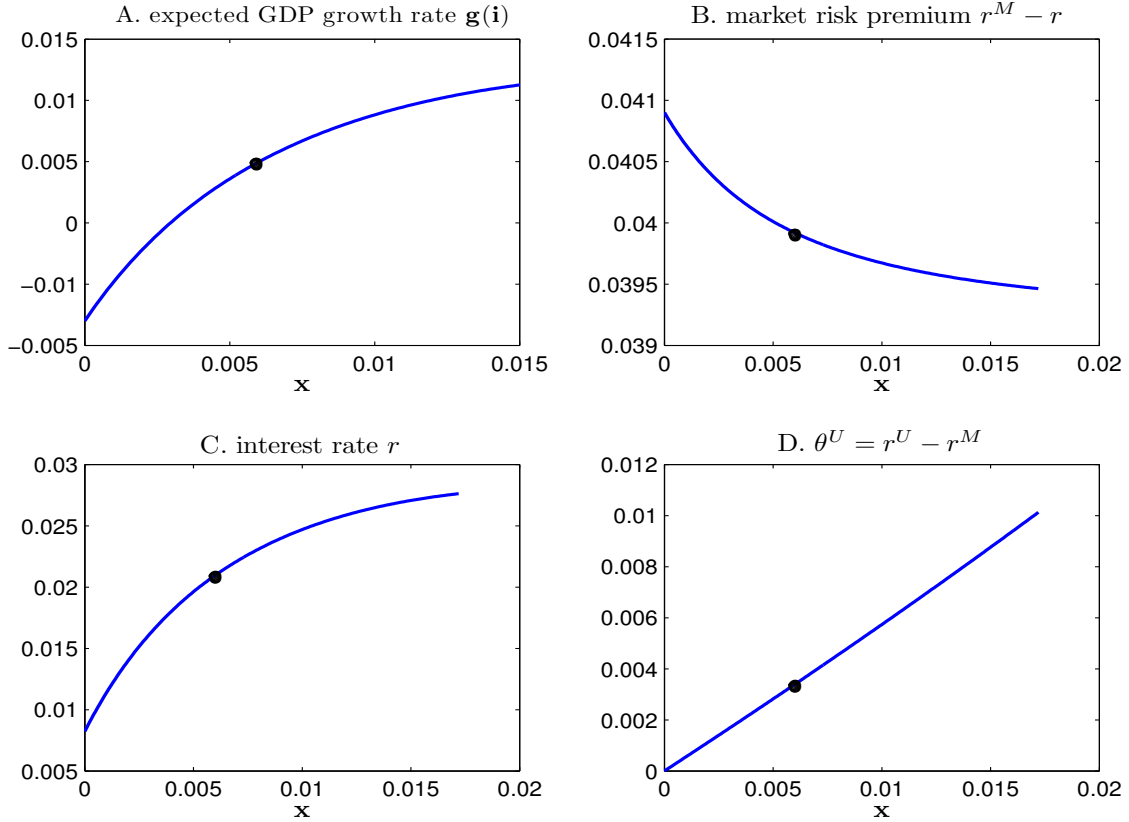 A. expected GDP growth rate g(i)
0.015
0.01
0.005
0
−0.01
−0.005
0 0.005 0.01 0.015
x
B. market risk premium r^M − r
0.0415
0.041
0.0405
0.04
0.0395
0.039
0 0.005 0.01 0.015 0.02
x
C. interest rate r
0.03
0.025
0.02
0.015
0.01
0.005
0 0.005 0.01 0.015 0.02
x
D. θ^U = r^U − r^M
0.012
0.01
0.008
0.006
0.004
0.002
0
0 0.005 0.01 0.015 0.02
x